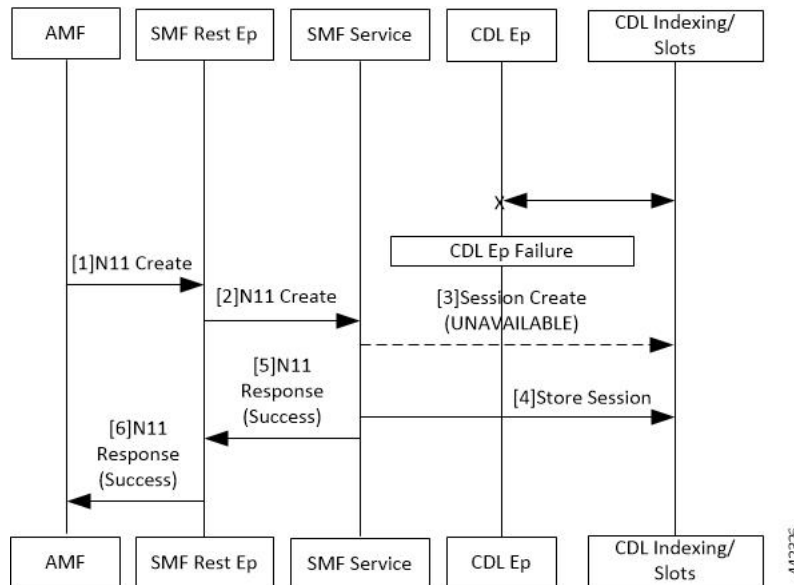 AMF
SMF Rest Ep
SMF Service
CDL Ep
CDL Indexing/
Slots
X
CDL Ep Failure
[1]N11 Create
[2]N11 Create
[3]Session Create
(UNAVAILABLE)
[5]N11
Response
(Success)
[4]Store Session
[6]N11
Response
(Success)
AMF
SMF Rest Ep
SMF Service
CDL Ep
CDL Indexing/
Slots